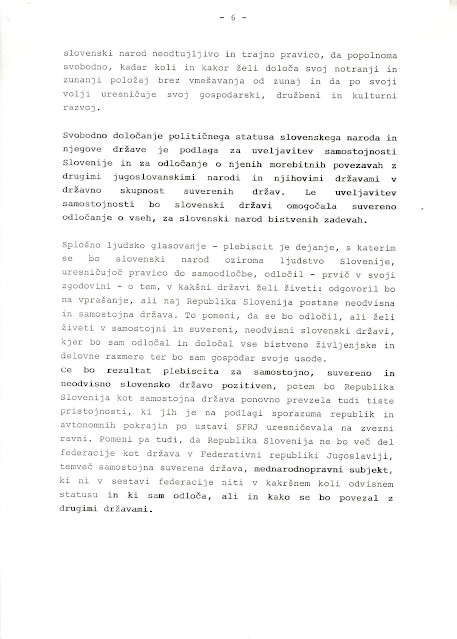 - 6 -
slovenski narod neodtujljivo in trajno pravico, da popolnoma
svobodno, kadar koli in kakor želi določa svoj notranji in
zunanji položaj brez vmešavanja od zunaj in da po svoji
volji uresničuje svoj gospodarski, družbeni in kulturni
razvoj.
Svobodno določanje političnega statusa slovenskega naroda in
njegove države je podlaga za uveljavitev samostojnosti
Slovenije in za odločanje o njenih morebitnih povezavah z
drugimi jugoslovanskimi narodi in njihovimi državami v
državno skupnost suverenih držav. Le uveljavitev
samostojnosti bo slovenski državi omogočala suvereno
odločanje o vseh, za slovenski narod bistvenih zadevah.
Splošno ljudsko glasovanje - plebiscit je dejanje, s katerim
se bo slovenski narod oziroma ljudstvo Slovenije,
uresničujoč pravico do samoodločbe, odločil - prvič v svoji
zgodovini - o tem, v kakšni državi želi živeti: odgovoril bo
na vprašanje, ali naj Republika Slovenija postane neodvisna
in samostojna država. To pomeni, da se bo odločil, ali želi
živeti v samostojni in suvereni, neodvisni slovenski državi,
kjer bo sam odločal in določal vse bistvene življenjske in
delovne razmere ter bo sam gospodar svoje usode.
Če bo rezultat plebiscita za samostojno, suvereno in
neodvisno slovensko državo pozitiven, potem bo Republika
Slovenija kot samostojna država ponovno prevzela tudi tiste
pristojnosti, ki jih je na podlagi sporazuma republik in
avtonomnih pokrajin po ustavi SFRJ uresničevala na zvezni
ravni. Pomeni pa tudi, da Republika Slovenija ne bo več del
federacije kot država v Federativni republiki Jugoslaviji,
temveč samostojna suverena država, mednarodnopravni subjekt,
ki ni v sestavi federacije niti v kakršnem koli odvisnem
statusu in ki sam odloča, ali in kako se bo povezal z
drugimi državami.